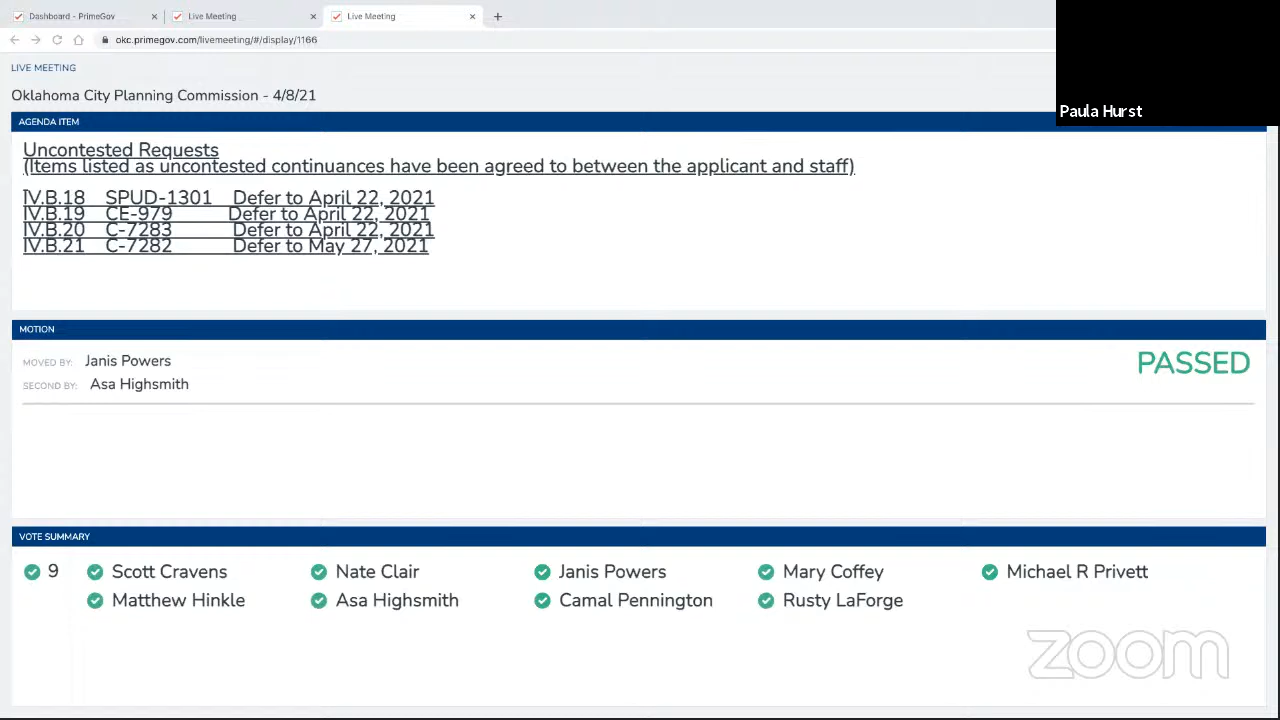 Dashboard - PrimeGov
Live Meeting
Live Meeting
okc.primegov.com/livemeeting/#/display/1166
LIVE MEETING
Oklahoma City Planning Commission - 4/8/21
Paula Hurst
AGENDA ITEM
Uncontested Requests
(Items listed as uncontested continuances have been agreed to between the applicant and staff)
IV.B.18 SPUD-1301 Defer to April 22, 2021
IV.B.19 CE-979 Defer to April 22, 2021
IV.B.20 C-7283 Defer to April 22, 2021
IV.B.21 C-7282 Defer to May 27, 2021
MOTION
MOVED BY: Janis Powers
PASSED
SECOND BY: Asa Highsmith
VOTE SUMMARY
9 Scott Cravens Nate Clair Janis Powers Mary Coffey Michael R Privett
Matthew Hinkle Asa Highsmith Camal Pennington Rusty LaForge
zoom